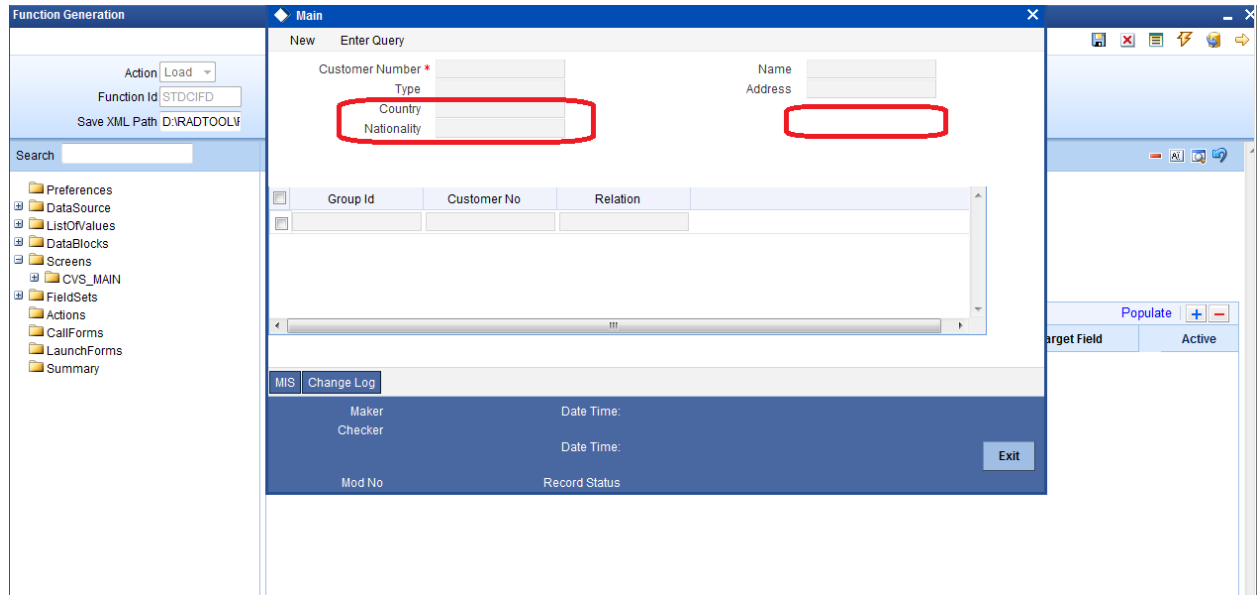 Function Generation
Main
New Enter Query
Action Load
Function Id STDCIFD
Save XML Path D:\RADTOOL\F
Search
Preferences
DataSource
ListOfValues
DataBlocks
Screens
CVS_MAIN
FieldSets
Actions
CallForms
LaunchForms
Summary
Customer Number * Name
Type Address
Country
Nationality
Group Id Customer No Relation
MIS Change Log
Maker Date Time:
Checker
Date Time:
Exit
Mod No Record Status
Populate
arget Field Active